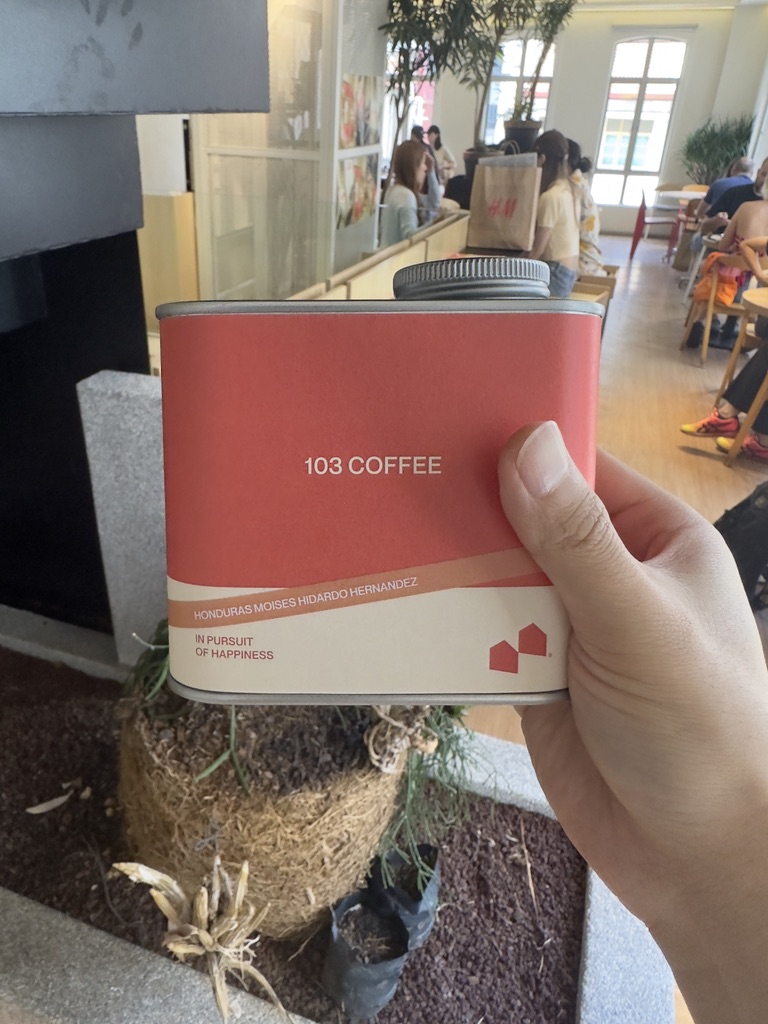 H&M
103 COFFEE
HONDURAS MOISES HIDARDO HERNANDEZ
IN PURSUIT
OF HAPPINESS